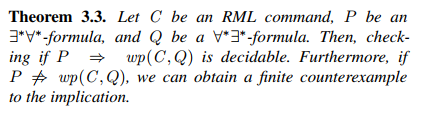 Theorem 3.3. Let C be an RML command, P be an
∃*∀*-formula, and Q be a ∀*∃*-formula. Then, check-
ing if P ⇒ wp(C,Q) is decidable. Furthermore, if
P ⇏ wp(C,Q), we can obtain a finite counterexample
to the implication.